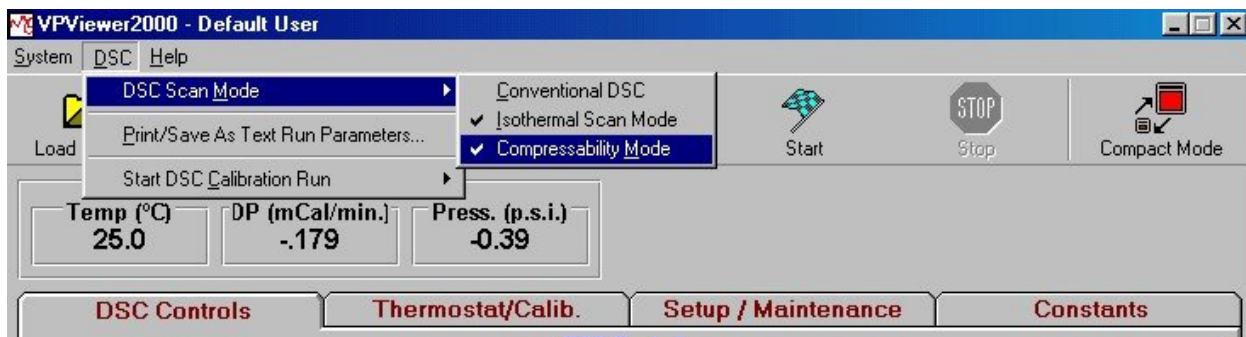 VPViewer2000 - Default User
System DSC Help
DSC Scan Mode
Conventional DSC
Isothermal Scan Mode
Compressability Mode
Print/Save As Text Run Parameters...
Start DSC Calibration Run
Load
Start
STOP
Stop
Compact Mode
Temp (ºC) DP (mCal/min.) Press. (p.s.i.)
25.0 -.179 -0.39
DSC Controls Thermostat/Calib. Setup / Maintenance Constants